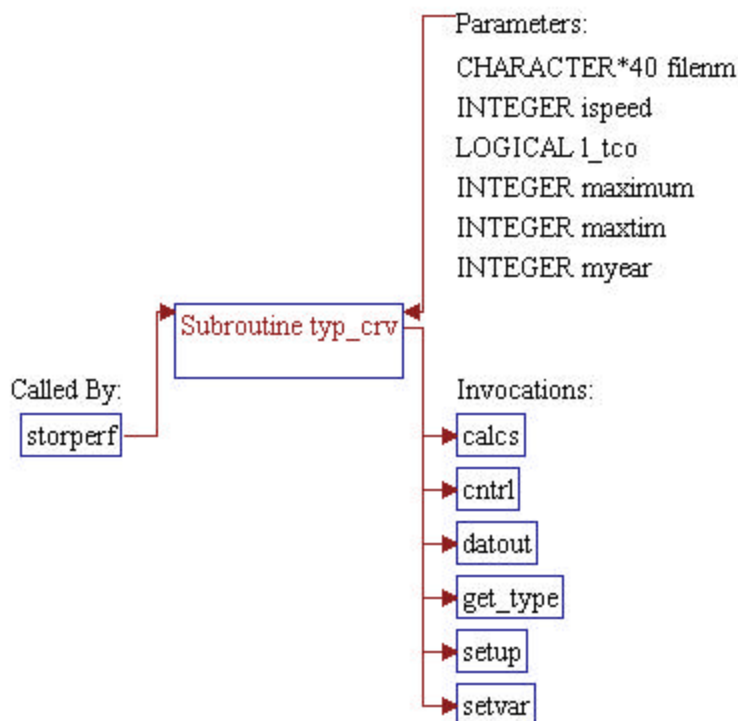 Parameters:
CHARACTER*40 filenm
INTEGER ispeed
LOGICAL l_tco
INTEGER maximum
INTEGER maxtim
INTEGER myear
Subroutine typ_crv
Called By:
storperf
Invocations:
calcs
cntrl
datout
get_type
setup
setvar